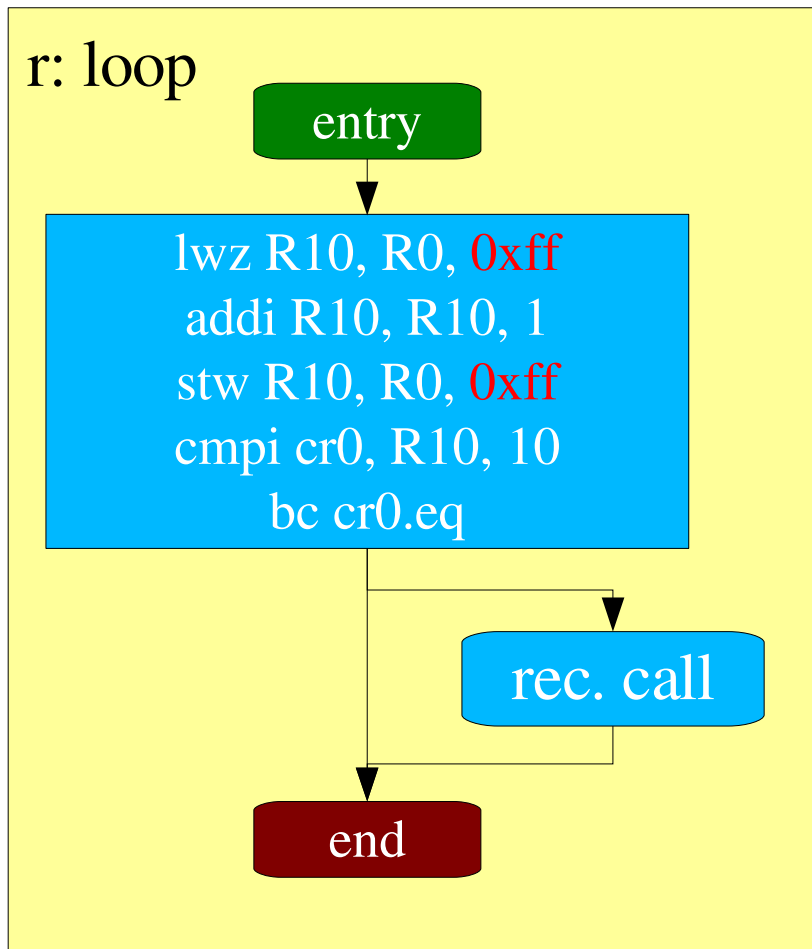 r: loop
entry
lwz R10, R0, 0xff
addi R10, R10, 1
stw R10, R0, 0xff
cmpi cr0, R10, 10
bc cr0.eq
rec. call
end